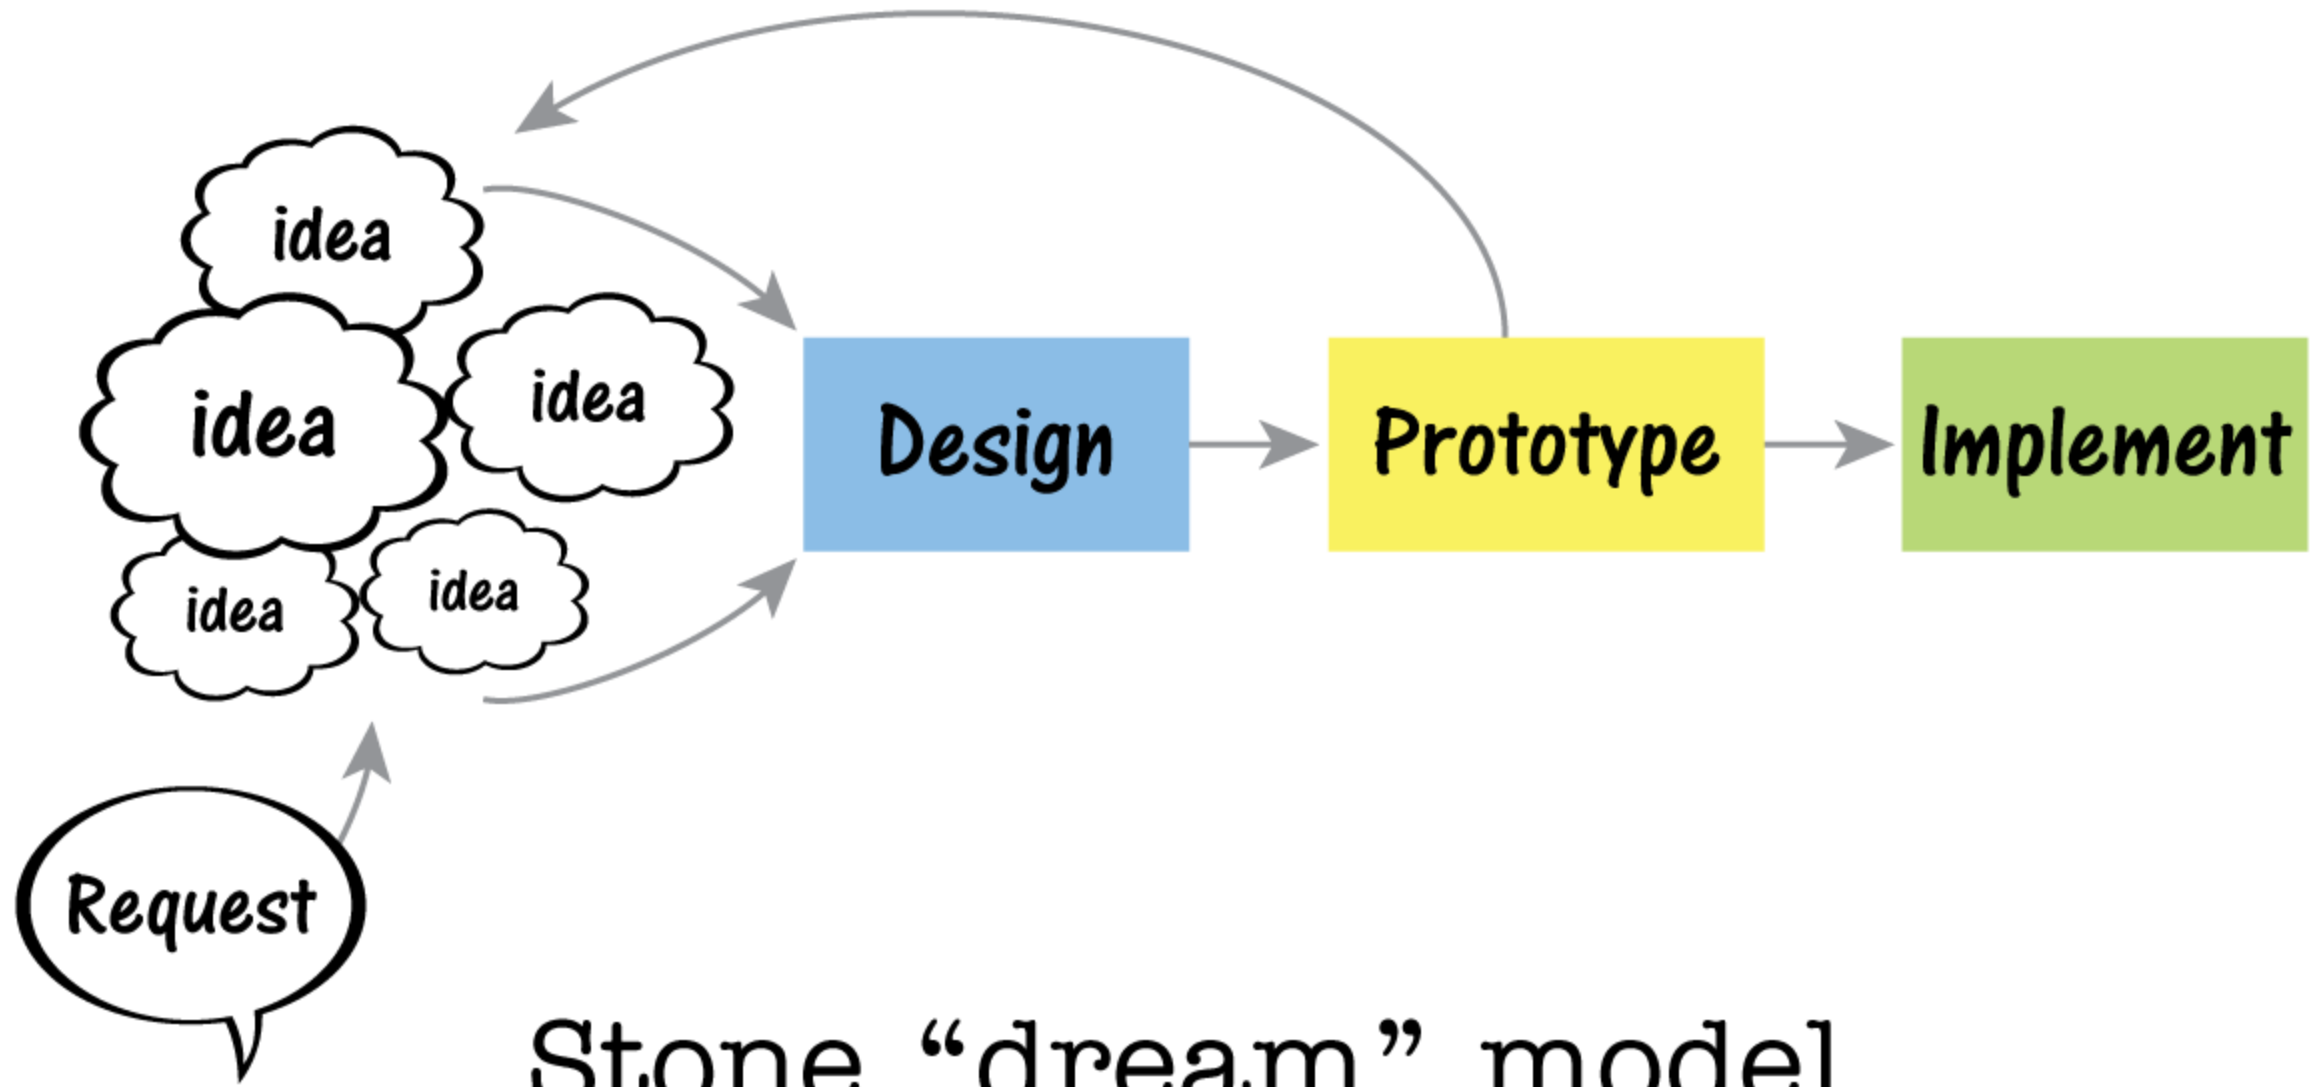 idea
idea
idea
idea
idea
Design
Prototype
Implement
Request
Stone “dream” model